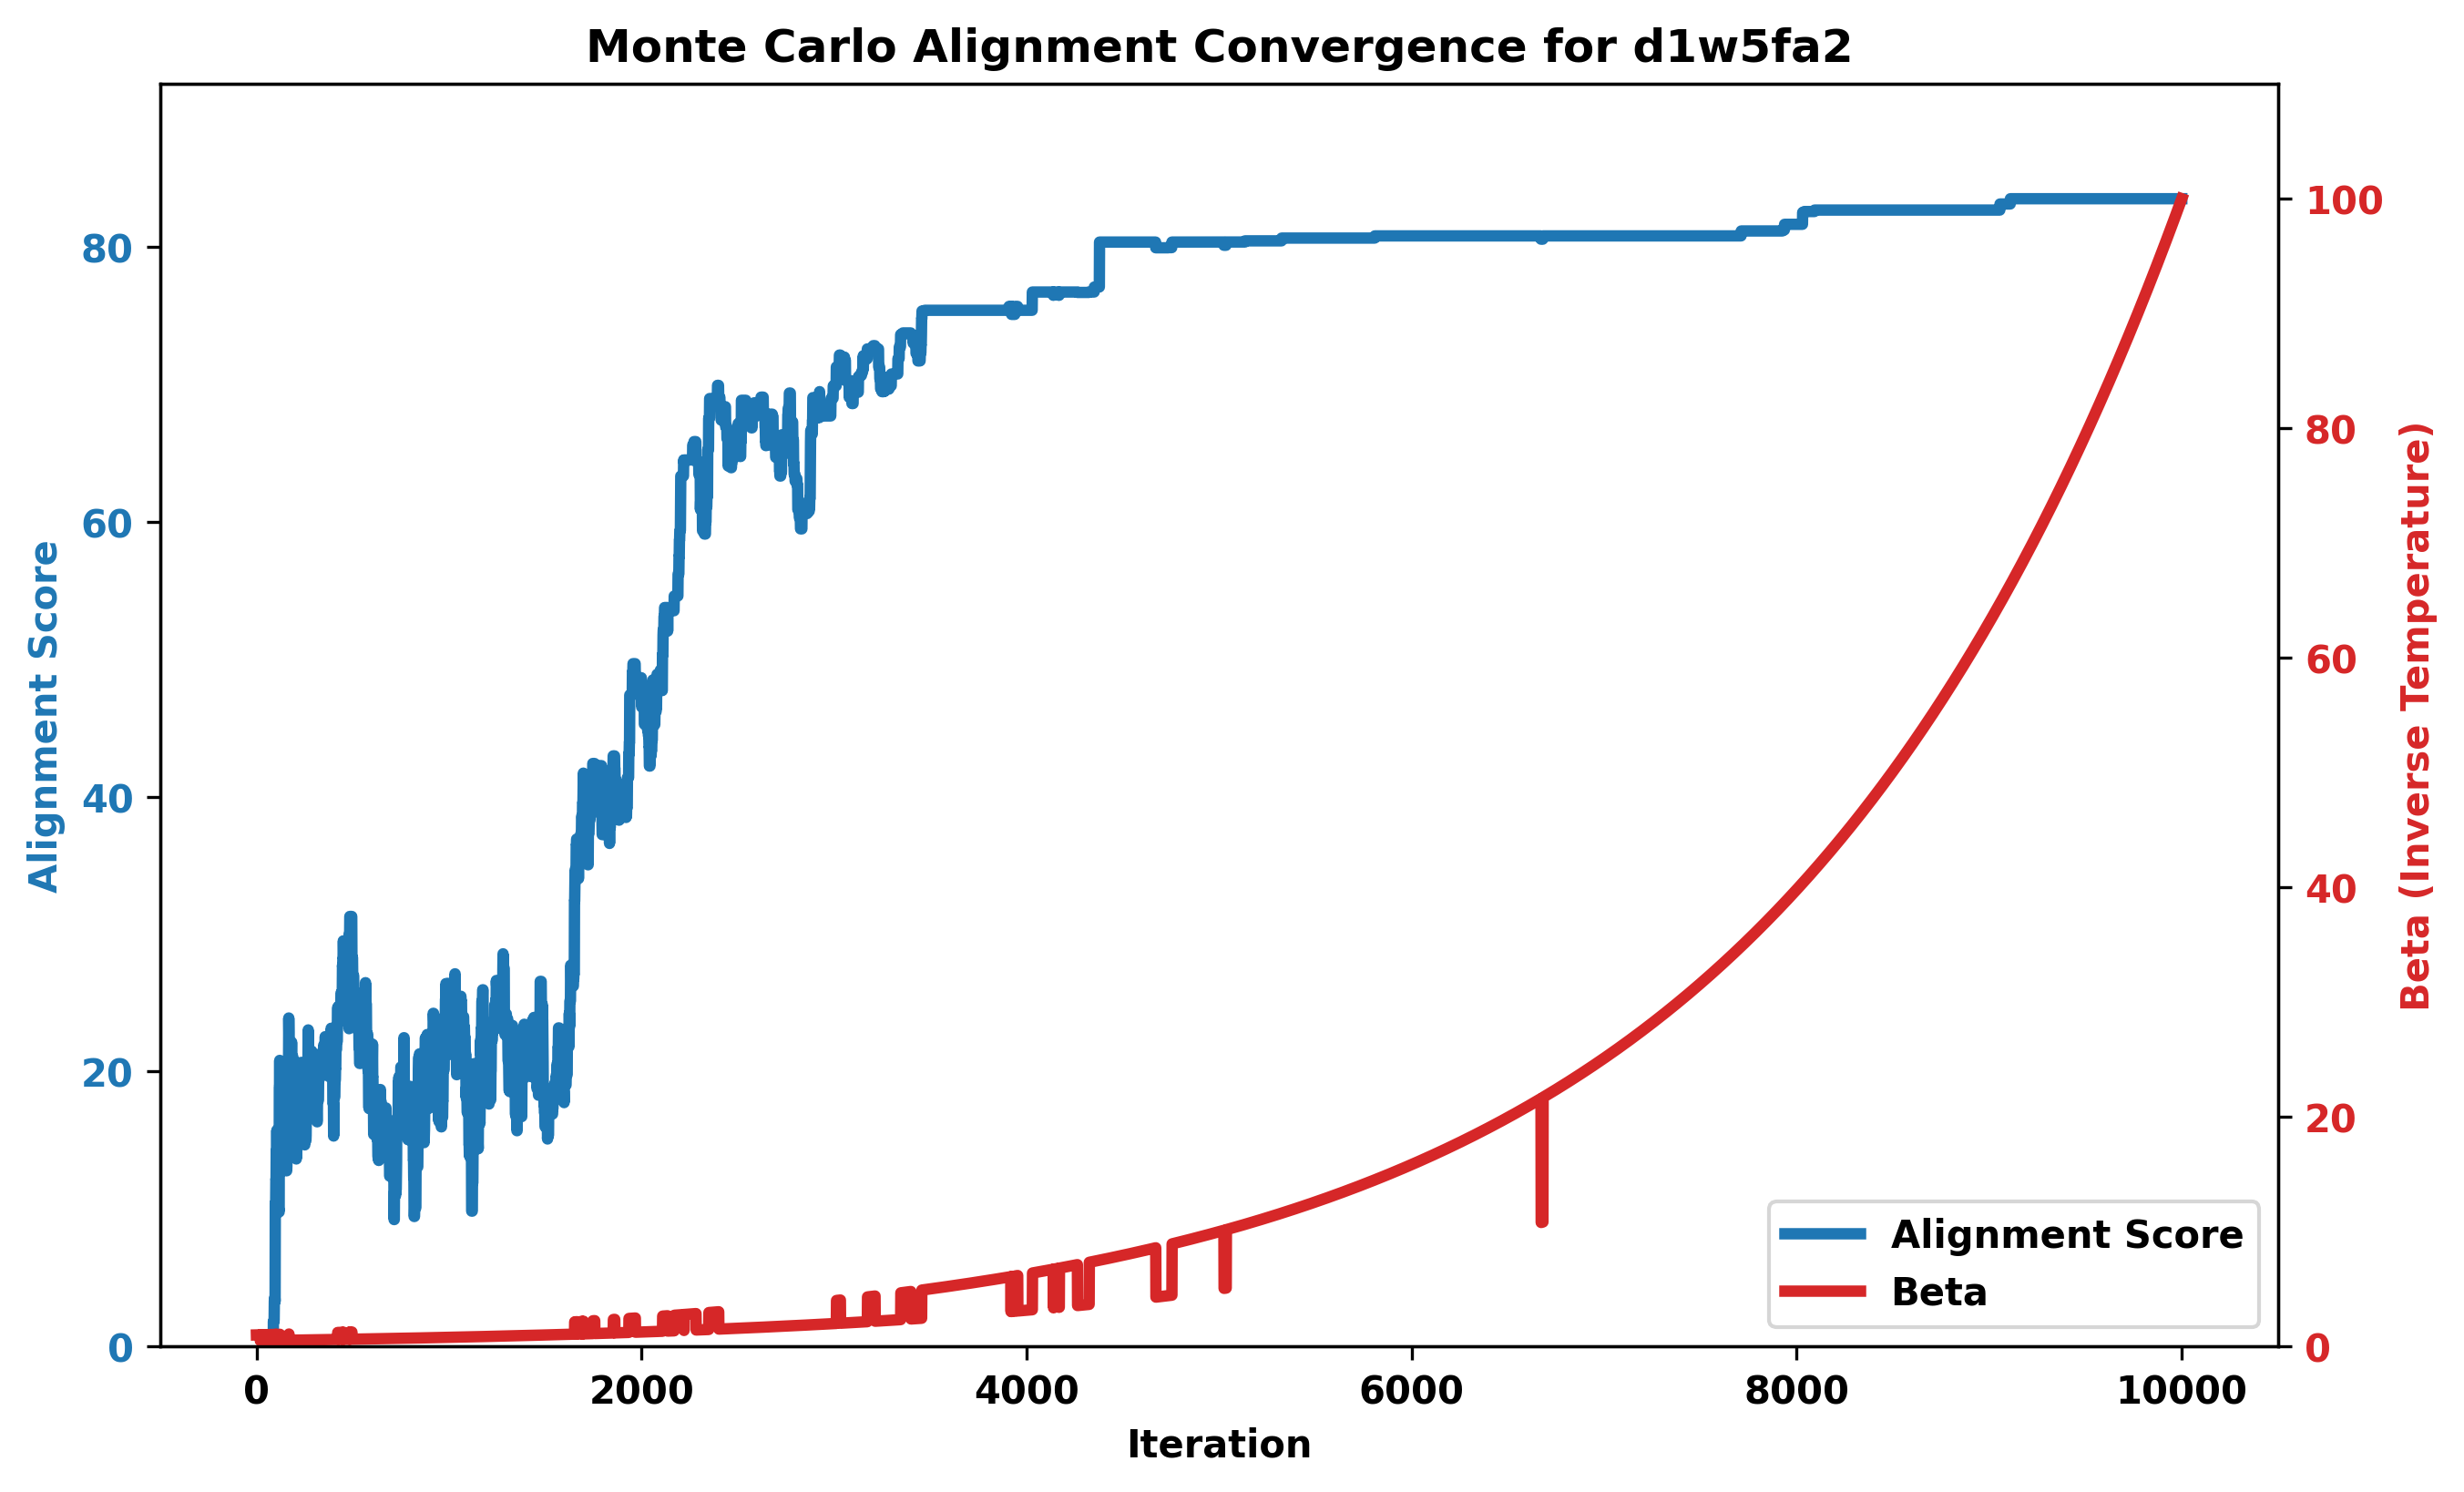 Monte Carlo Alignment Convergence for d1w5fa2
Alignment Score
80
60
40
20
0
100
80
60
40
20
0
Beta (Inverse Temperature)
Alignment Score
Beta
0 2000 4000 6000 8000 10000
Iteration